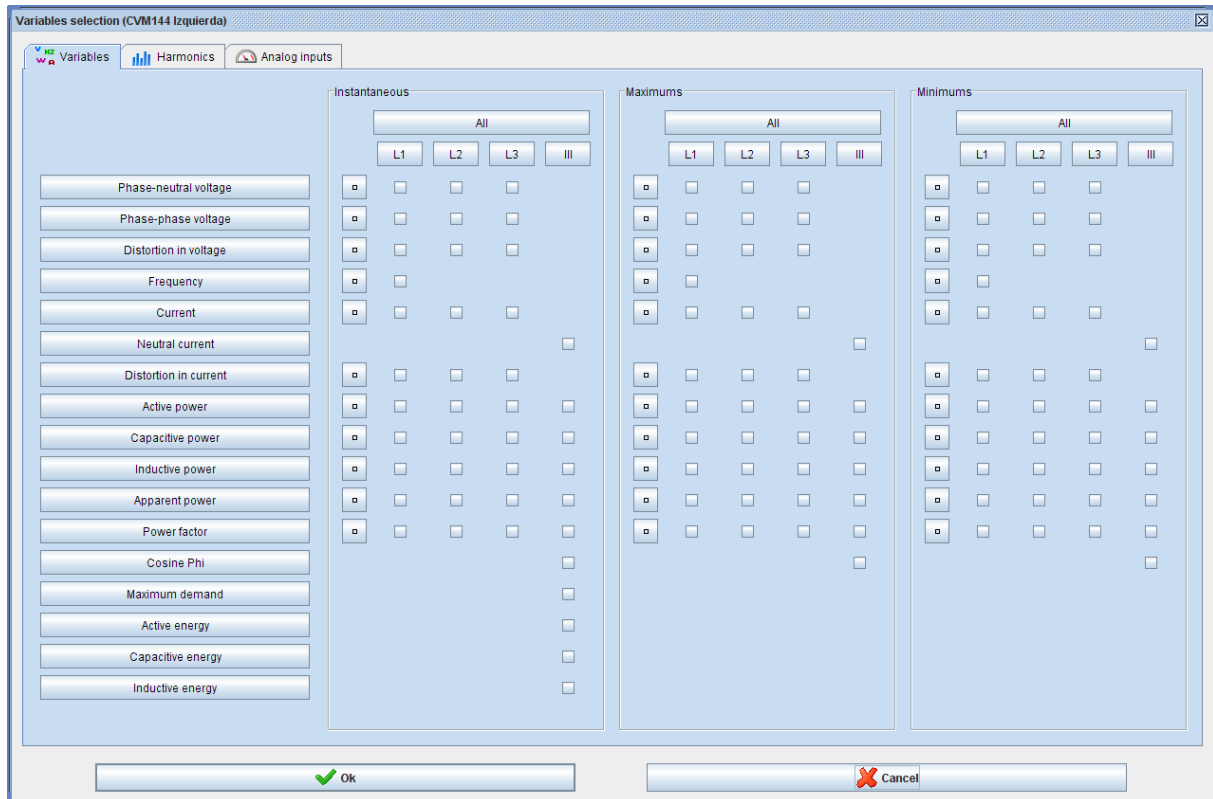 Variables selection (CVM144 Izquierda)
Variables Harmonics Analog inputs
Instantaneous Maximums Minimums
All All All
L1 L2 L3 III L1 L2 L3 III L1 L2 L3 III
Phase-neutral voltage
Phase-phase voltage
Distortion in voltage
Frequency
Current
Neutral current
Distortion in current
Active power
Capacitive power
Inductive power
Apparent power
Power factor
Cosine Phi
Maximum demand
Active energy
Capacitive energy
Inductive energy
Ok Cancel